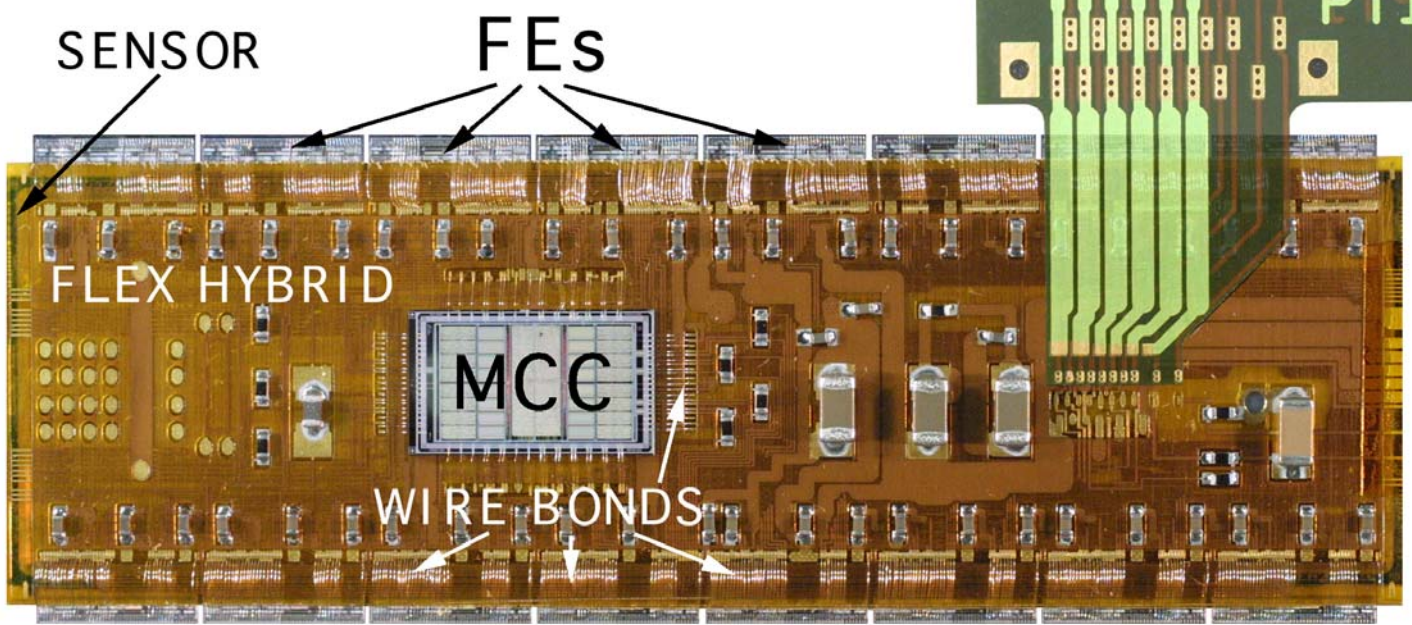 SENSOR
FEs
FLEX HYBRID
MCC
WIRE BONDS